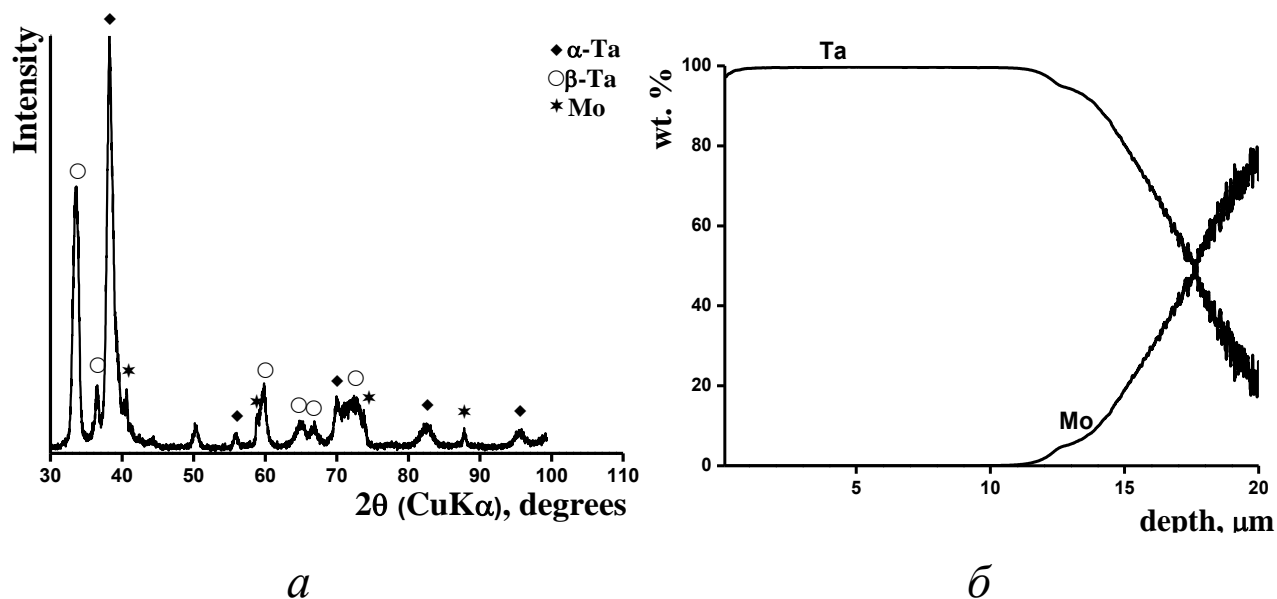 Intensity
◆ α-Ta
○ β-Ta
✶ Mo
30 40 50 60 70 80 90 100 110
2θ (CuKα), degrees
а
wt. %
100
80
60
40
20
0
Ta
Mo
5 10 15 20
depth, μm
б